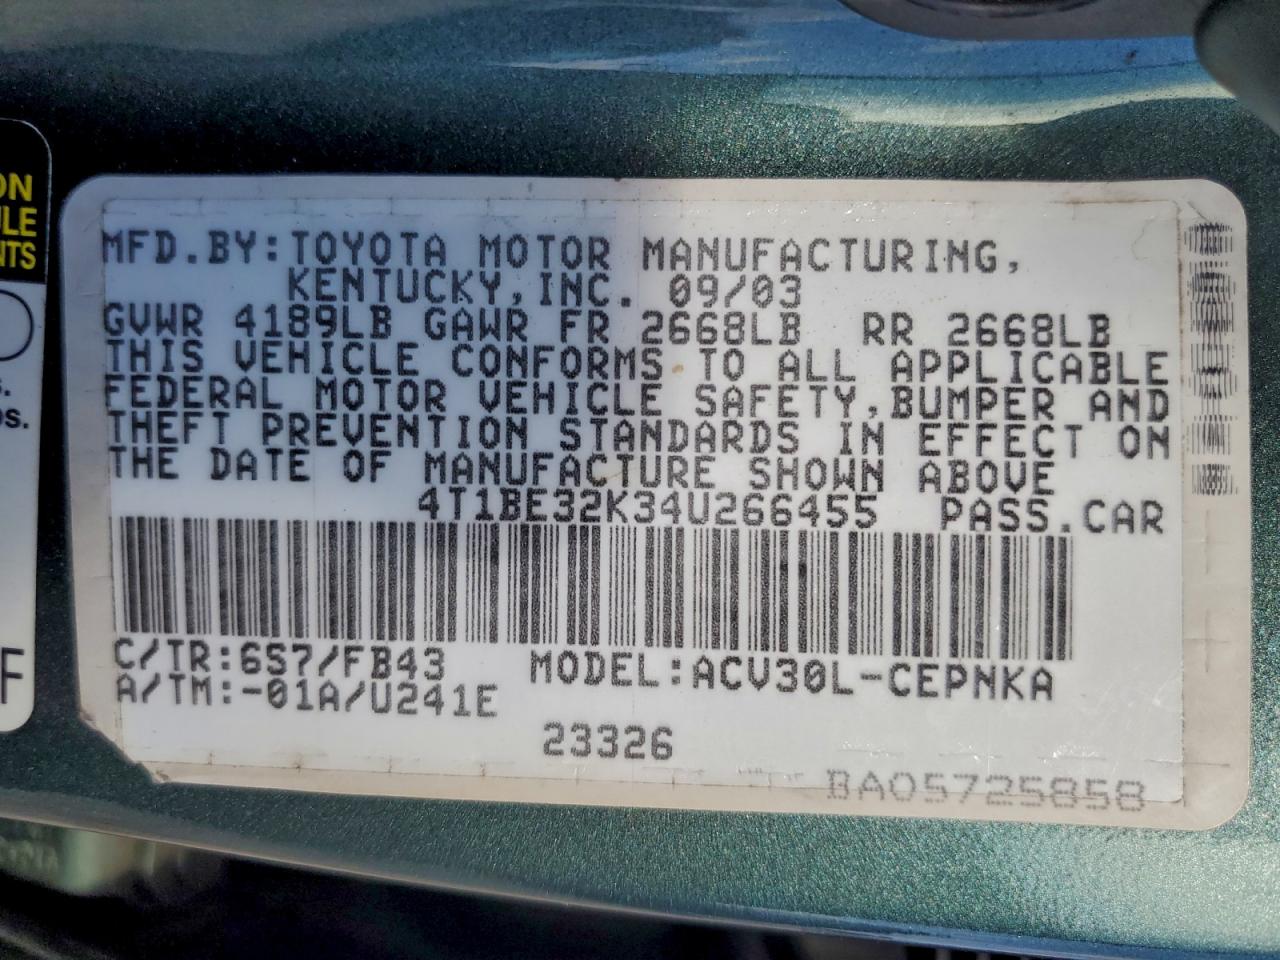 ON
ULE
NTS
s.
os.
F
MFD.BY:TOYOTA MOTOR MANUFACTURING,
KENTUCKY,INC. 09/03
GVWR 4189LB GAWR FR 2668LB RR 2668LB
THIS VEHICLE CONFORMS TO ALL APPLICABLE
FEDERAL MOTOR VEHICLE SAFETY,BUMPER AND
THEFT PREVENTION STANDARDS IN EFFECT ON
THE DATE OF MANUFACTURE SHOWN ABOVE
4T1BE32K34U266455 PASS.CAR
C/TR:6S7/FB43 MODEL:ACV30L-CEPNKA
A/TM:-01A/U241E
23326
BA05725858